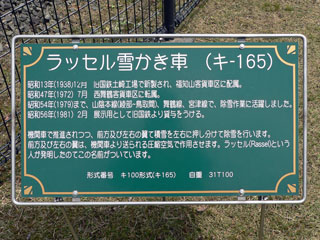 ラッセル雪かき車 (キ-165)
昭和13年(1938)12月 旧国鉄土崎工場で新製され、福知山客貨車区に配属。
昭和47年(1972) 7月 西舞鶴客貨車区に転属。
昭和54年(1979)まで、山陰本線(綾部-鳥取間)、舞鶴線、宮津線で、除雪作業に活躍しました。
昭和56年(1981) 2月 展示用として旧国鉄より貸与をうける。
機関車で推進されつつ、前方及び左右の翼で積雪を左右に押し分けて除雪を行います。
前方及び左右の翼は、機関車より送られる圧縮空気で作用させます。ラッセル(Rassel)という
人が発明したのでこの名前がついています。
形式番号 キ100形式(キ165) 自重 31T100